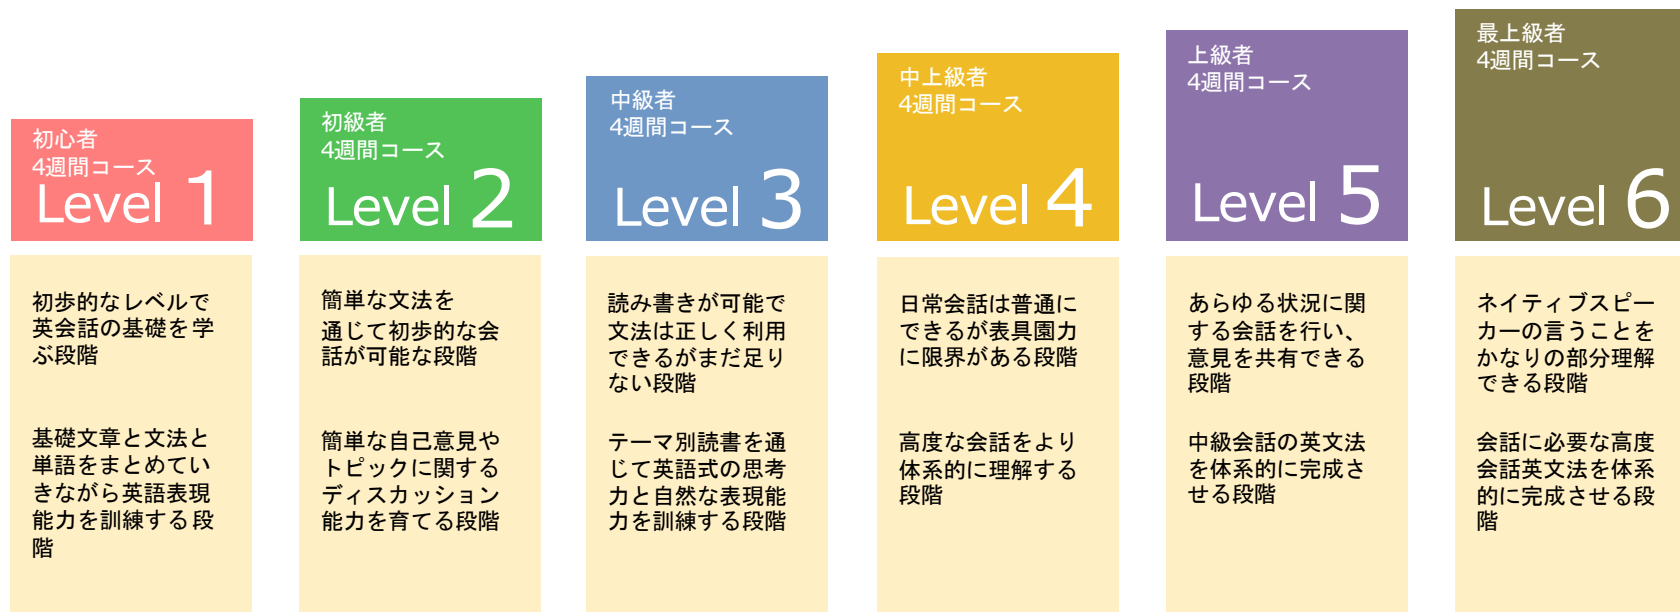 初心者
4週間コース
Level 1
初歩的なレベルで
英会話の基礎を学
ぶ段階
基礎文章と文法と
単語をまとめてい
きながら英語表現
能力を訓練する段
階
初級者
4週間コース
Level 2
簡単な文法を
通じて初歩的な会
話が可能な段階
簡単な自己意見や
トピックに関する
ディスカッション
能力を育てる段階
中級者
4週間コース
Level 3
読み書きが可能で
文法は正しく利用
できるがまだ足り
ない段階
テーマ別読書を通
じて英語式の思考
力と自然な表現能
力を訓練する段階
中上級者
4週間コース
Level 4
日常会話は普通に
できるが表具園力
に限界がある段階
高度な会話をより
体系的に理解する
段階
上級者
4週間コース
Level 5
あらゆる状況に関
する会話を行い、
意見を共有できる
段階
中級会話の英文法
を体系的に完成さ
せる段階
最上級者
4週間コース
Level 6
ネイティブスピー
カーの言うことを
かなりの部分理解
できる段階
会話に必要な高度
会話英文法を体系
的に完成させる段
階